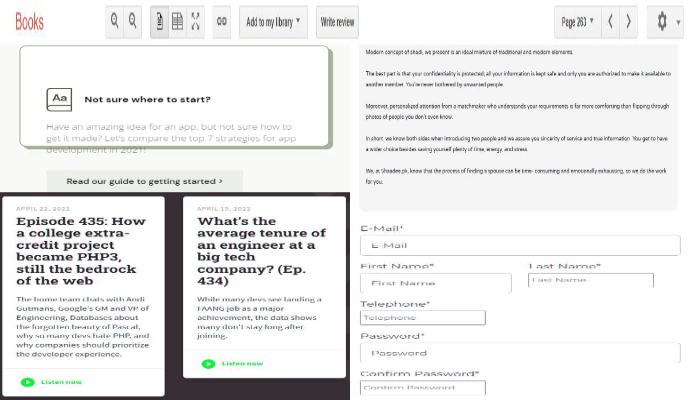 Books
Add to my library
Write review
Page 263
Aa
Not sure where to start?
Have an amazing idea for an app, but not sure how to
get it made? Let's compare the top 7 strategies for app
development in 2021!
Read our guide to getting started >
APRIL 22, 2022
Episode 435: How
a college extra-
credit project
became PHP3,
still the bedrock
of the web
The home team chats with Andi
Gutmans, Google's GM and VP of
Engineering, Databases about
the forgotten beauty of Pascal,
why so many devs hate PHP, and
why companies should prioritize
the developer experience.
Listen now
APRIL 19, 2022
What's the
average tenure of
an engineer at a
big tech
company? (Ep.
434)
While many devs see landing a
FAANG job as a major
achievement, the data shows
many don't stay long after
joining.
Listen now
Modern concept of shadi, we present is an ideal mixture of traditional and modern elements.
The best part is that your confidentiality is protected; all your information is kept safe and only you are authorized to make it available to
another member. You're never bothered by unwanted people.
Moreover, personalized attention from a matchmaker who understands your requirements is far more comforting than flipping through
photos of people you don't even know.
In short, we know both sides when introducing two people and we assure you sincerity of service and true information. You get to have
a wider choice besides saving yourself plenty of time, energy, and stress.
We, at Shaadee.pk, know that the process of finding a spouse can be time- consuming and emotionally exhausting, so we do the work
for you.
E-Mail*
E-Mail
First Name*
Last Name*
First Name
Last Name
Telephone*
Telephone
Password*
Password
Confirm Password*
Confirm Password